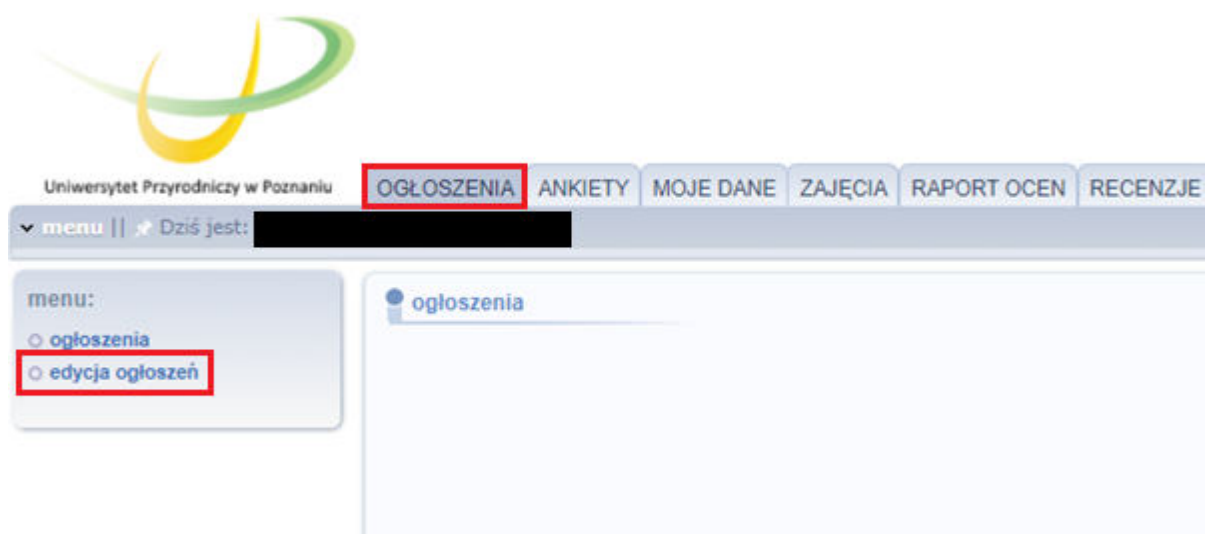 Uniwersytet Przyrodniczy w Poznaniu
OGŁOSZENIA ANKIETY MOJE DANE ZAJĘCIA RAPORT OCEN RECENZJE
menu || Dziś jest:
menu:
ogłoszenia
edycja ogłoszeń
ogłoszenia